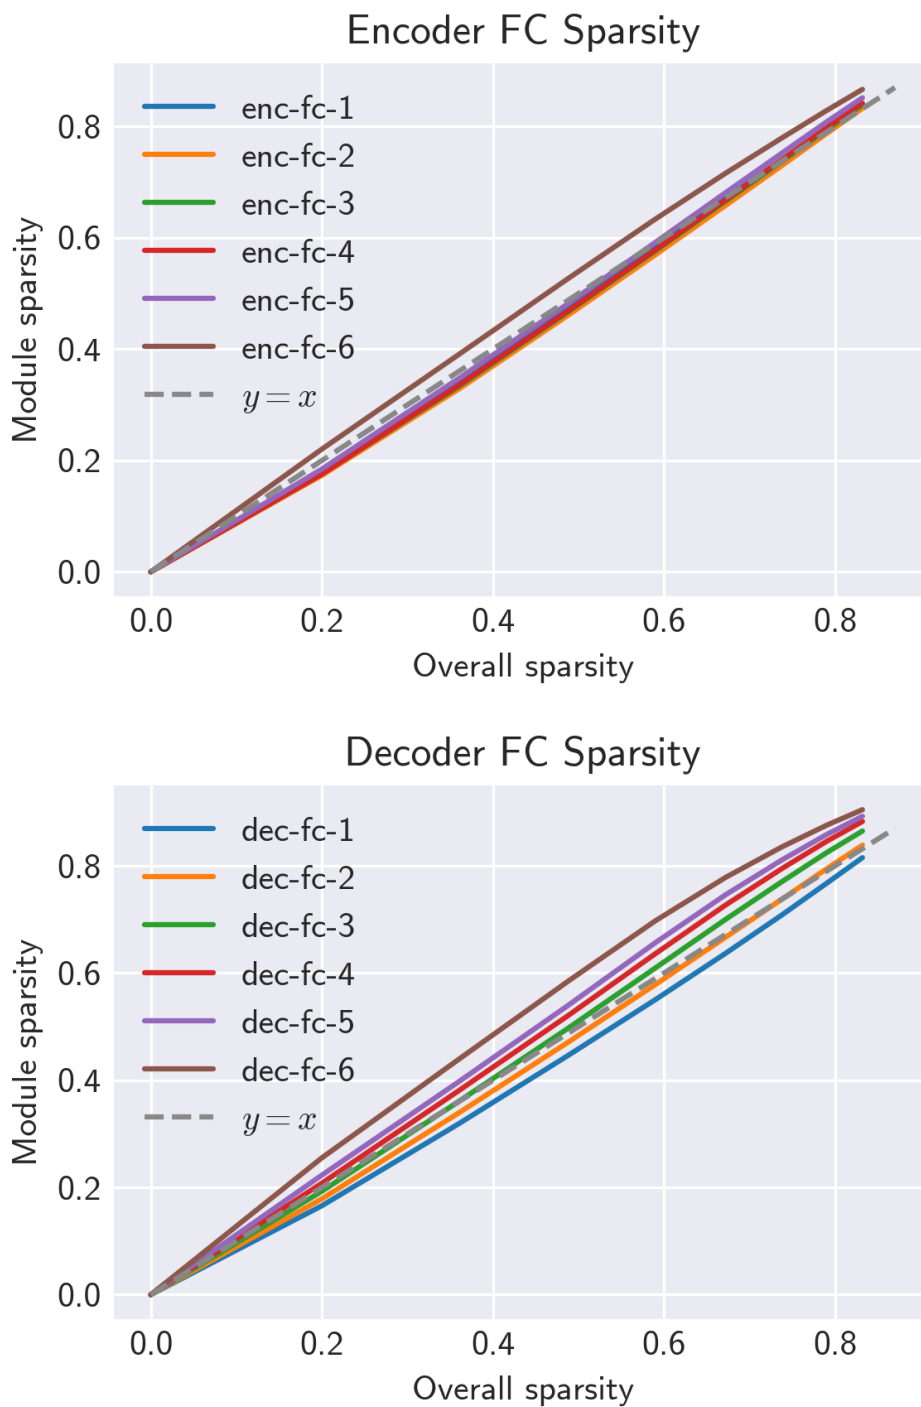 Encoder FC Sparsity
enc-fc-1
enc-fc-2
enc-fc-3
enc-fc-4
enc-fc-5
enc-fc-6
y = x
0.8
0.6
0.4
0.2
0.0
Module sparsity
0.0 0.2 0.4 0.6 0.8
Overall sparsity
Decoder FC Sparsity
dec-fc-1
dec-fc-2
dec-fc-3
dec-fc-4
dec-fc-5
dec-fc-6
y = x
0.8
0.6
0.4
0.2
0.0
Module sparsity
0.0 0.2 0.4 0.6 0.8
Overall sparsity